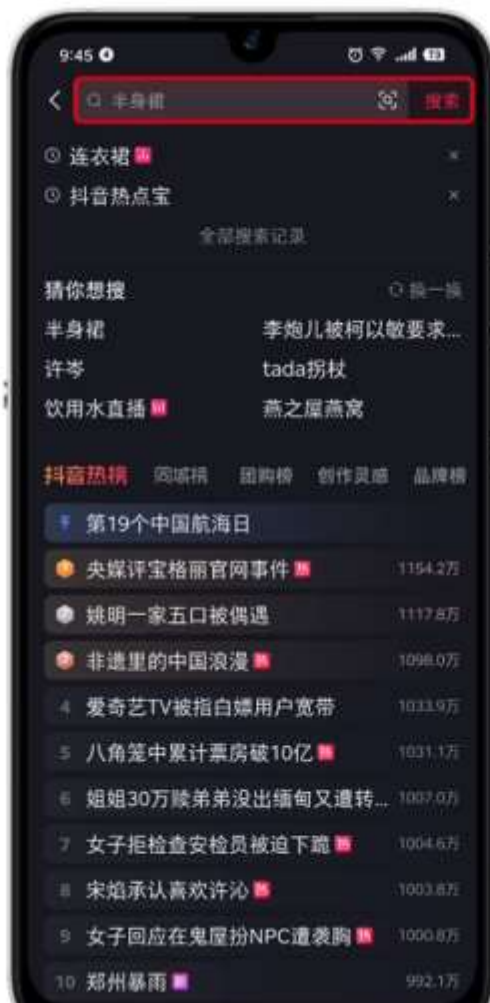 9:45
半身裙 搜索
连衣裙 热
抖音热点宝
全部搜索记录
猜你想搜 换一换
半身裙 李炮儿被柯以敏要求...
许岑 tada拐杖
饮用水直播
燕之屋燕窝
抖音热榜 同城榜 团购榜 创作灵感 品牌榜
第19个中国航海日
央媒评宝格丽官网事件 热 1154.2万
姚明一家五口被偶遇 1117.8万
非遗里的中国浪漫 热 1098.0万
4 爱奇艺TV被指白嫖用户宽带 1033.9万
5 八角笼中累计票房破10亿 热 1031.1万
6 姐姐30万赎弟弟没出缅甸又遭转... 1007.0万
7 女子拒检查安检员被迫下跪 热 1004.6万
8 宋焰承认喜欢许沁 热 1003.8万
9 女子回应在鬼屋扮NPC遭袭胸 热 1000.8万
10 郑州暴雨 新 992.1万